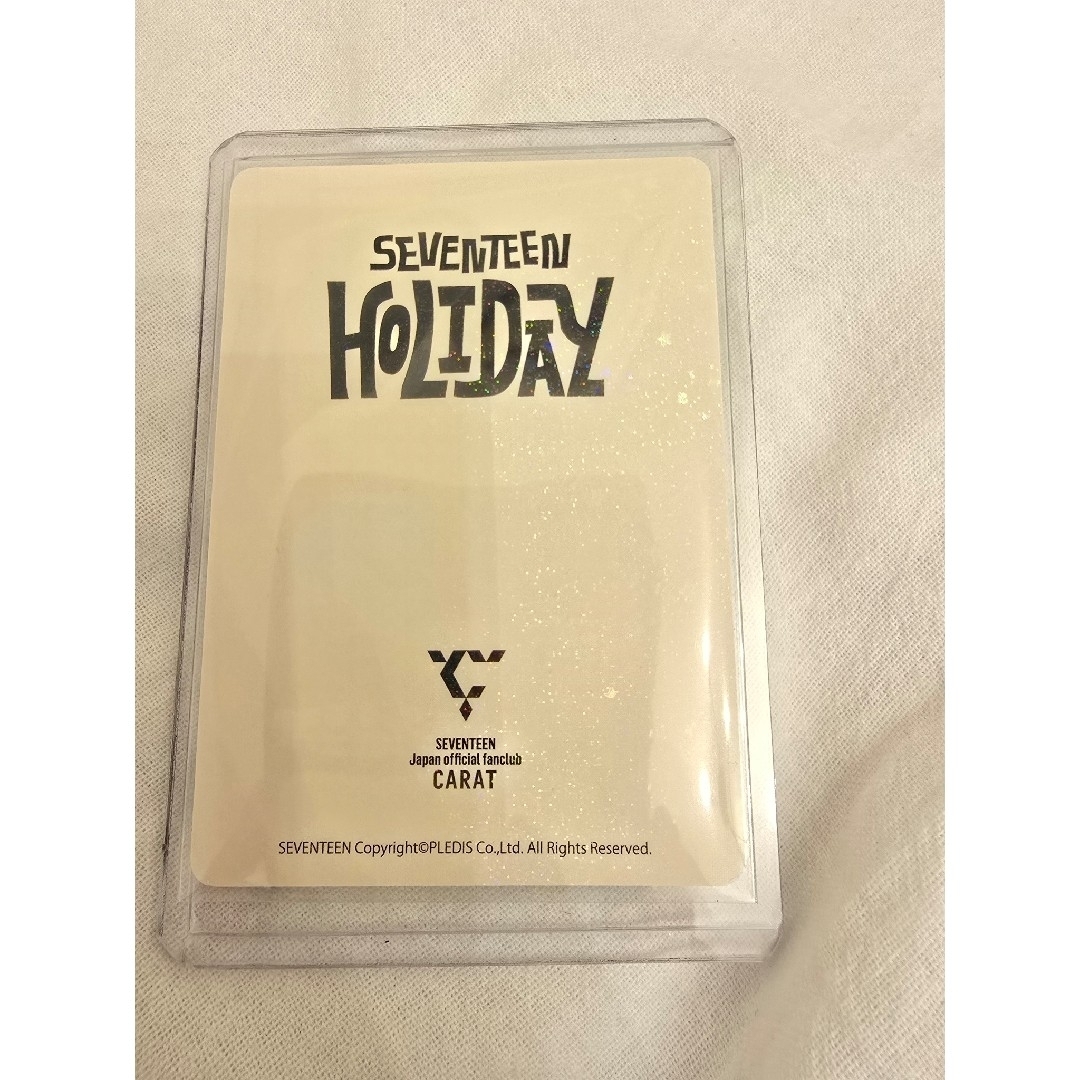 SEVENTEEN
HOLIDAY
SEVENTEEN
Japan official fanclub
CARAT
SEVENTEEN Copyright©PLEDIS Co.,Ltd. All Rights Reserved.